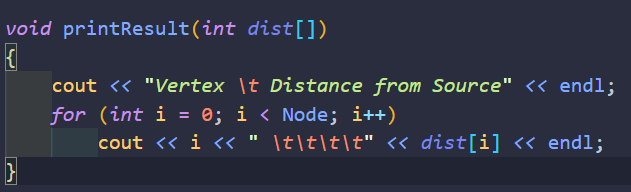 void printResult(int dist[])
{
    cout << "Vertex \t Distance from Source" << endl;
    for (int i = 0; i < Node; i++)
        cout << i << " \t\t\t\t" << dist[i] << endl;
}